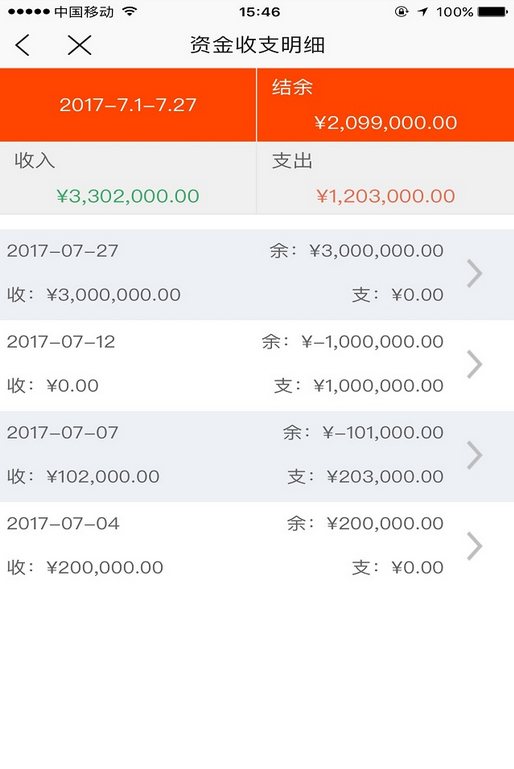 中国移动 15:46 100%
资金收支明细
2017-7.1-7.27
结余
¥2,099,000.00
收入
¥3,302,000.00
支出
¥1,203,000.00
2017-07-27 余：¥3,000,000.00
收：¥3,000,000.00 支：¥0.00
2017-07-12 余：¥-1,000,000.00
收：¥0.00 支：¥1,000,000.00
2017-07-07 余：¥-101,000.00
收：¥102,000.00 支：¥203,000.00
2017-07-04 余：¥200,000.00
收：¥200,000.00 支：¥0.00